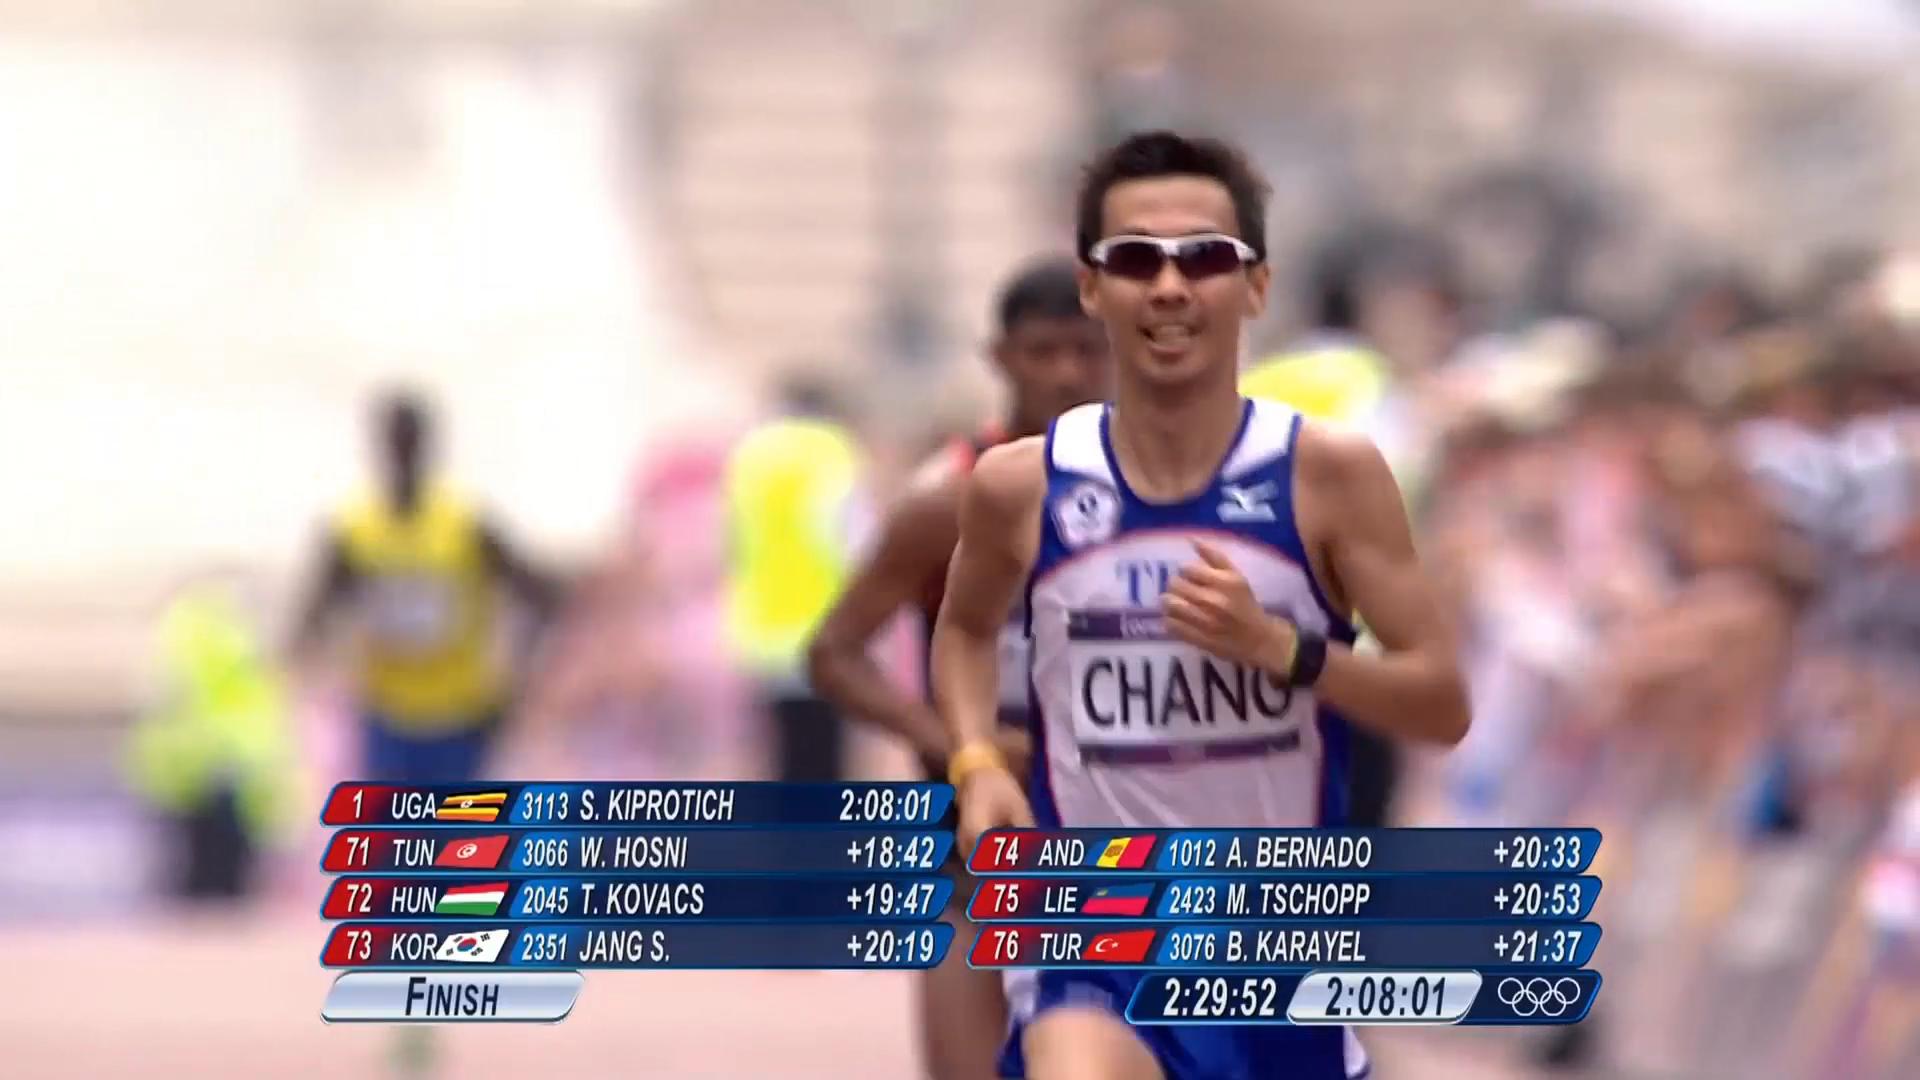 CHANG
1 UGA 3113 S. KIPROTICH 2:08:01
71 TUN 3066 W. HOSNI +18:42
72 HUN 2045 T. KOVACS +19:47
73 KOR 2351 JANG S. +20:19
74 AND 1012 A. BERNADO +20:33
75 LIE 2423 M. TSCHOPP +20:53
76 TUR 3076 B. KARAYEL +21:37
FINISH
2:29:52 2:08:01